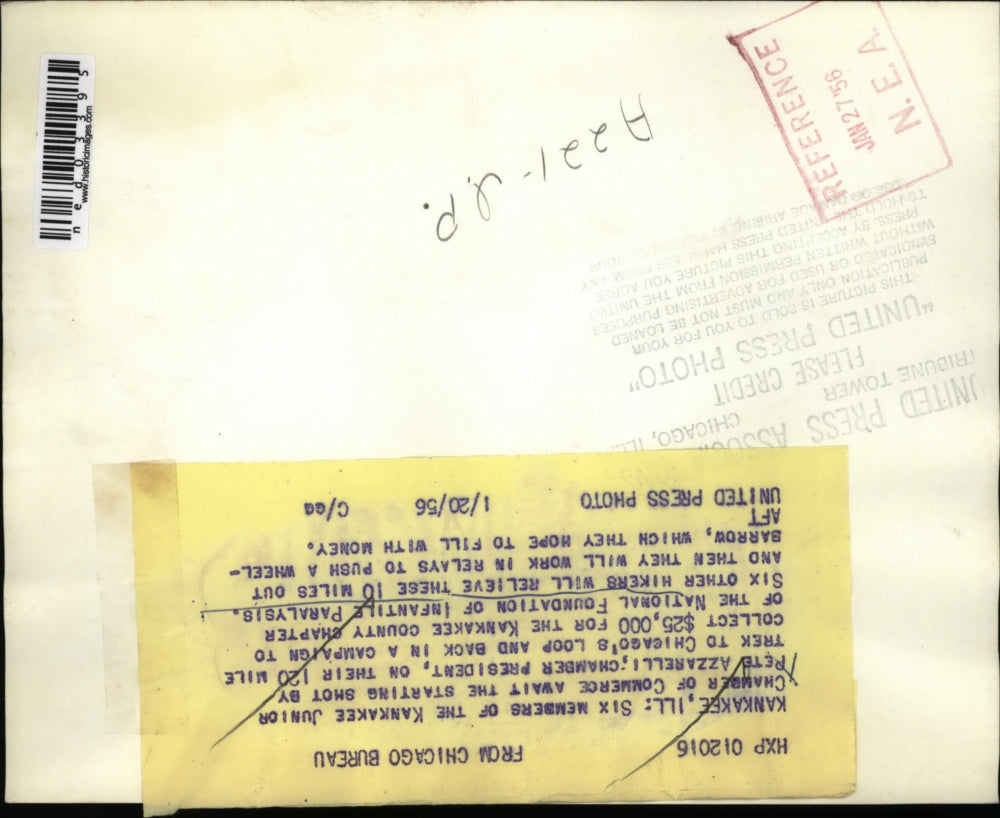 HXP 012016 FROM CHICAGO BUREAU
KANKAKEE, ILL: SIX MEMBERS OF THE KANKAKEE JUNIOR
CHAMBER OF COMMERCE AWAIT THE STARTING SHOT BY
PETE AZZARELLI, CHAMBER PRESIDENT, ON THEIR 120 MILE
TREK TO CHICAGO'S LOOP AND BACK IN A CAMPAIGN TO
COLLECT $25,000 FOR THE KANKAKEE COUNTY CHAPTER
OF THE NATIONAL FOUNDATION OF INFANTILE PARALYSIS.
SIX OTHER HIKERS WILL RELIEVE THESE 10 MILES OUT
AND THEN THEY WILL WORK IN RELAYS TO PUSH A WHEEL-
BARROW, WHICH THEY HOPE TO FILL WITH MONEY.
AFT
UNITED PRESS PHOTO 1/20/56 C/GG
UNITED PRESS
TRIBUNE TOWER CHICAGO, ILL.
PLEASE CREDIT
"UNITED PRESS PHOTO"
THIS PICTURE IS SOLD TO YOU FOR YOUR
PUBLICATION ONLY AND MUST NOT BE LOANED
SYNDICATED OR USED FOR ADVERTISING PURPOSES
WITHOUT WRITTEN PERMISSION FROM THE UNITED
PRESS. BY ACCEPTING THIS PICTURE YOU AGREE
TO HOLD THE UNITED PRESS FROM ANY
ARISING
A221-U.P.
REFERENCE
JAN 27 '56
N. E. A.
www.historicimages.com
ned03395